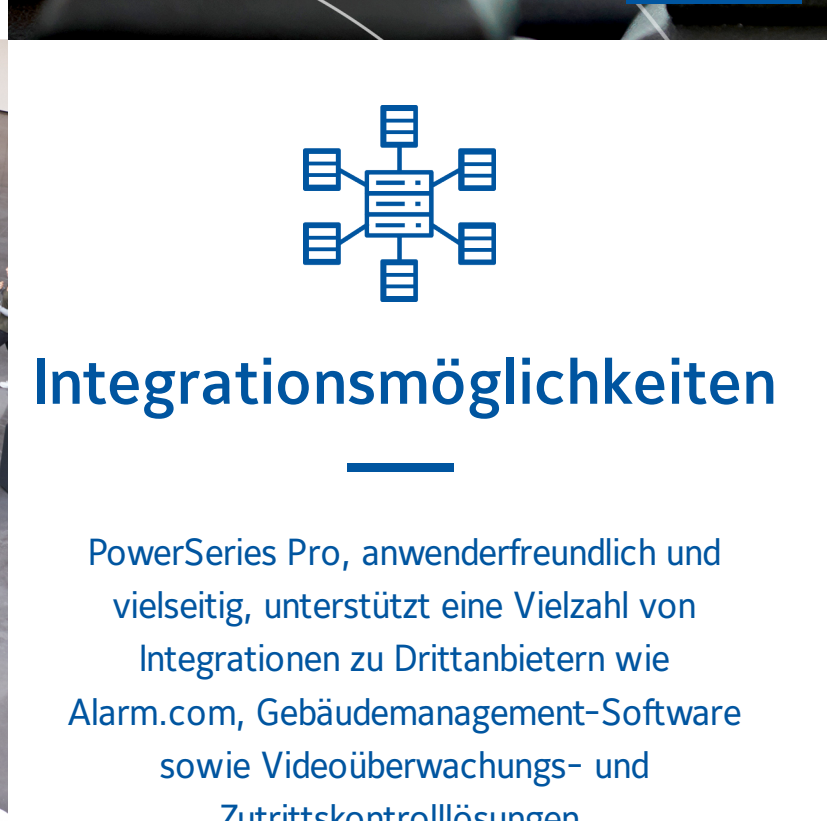 Integrationsmöglichkeiten
PowerSeries Pro, anwenderfreundlich und
vielseitig, unterstützt eine Vielzahl von
Integrationen zu Drittanbietern wie
Alarm.com, Gebäudemanagement-Software
sowie Videoüberwachungs- und
Zutrittskontrolllösungen